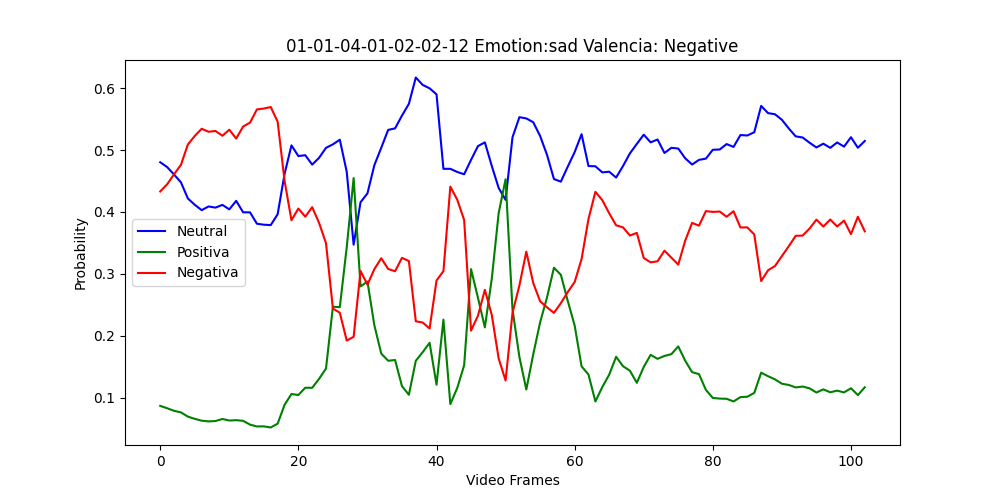 01-01-04-01-02-02-12 Emotion:sad Valencia: Negative
Probability
0.6
0.5
0.4
0.3
0.2
0.1
Neutral
Positiva
Negativa
0 20 40 60 80 100
Video Frames